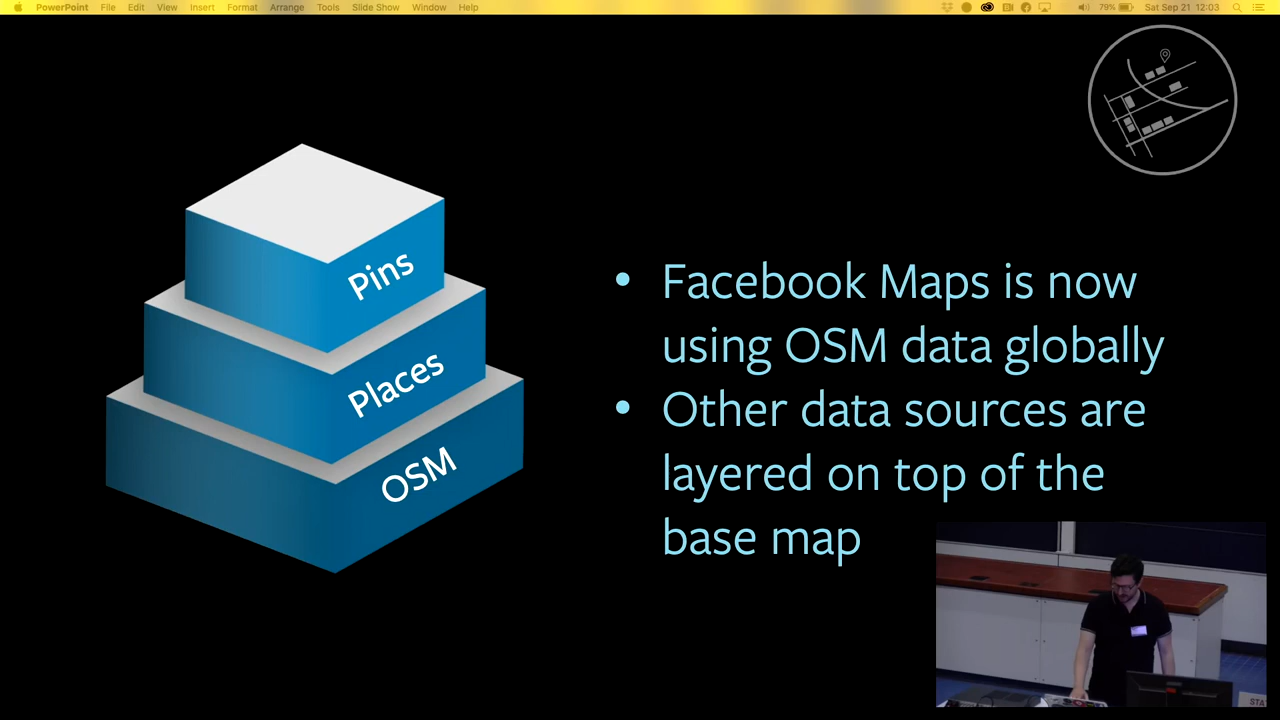 PowerPoint File Edit View Insert Format Arrange Tools Slide Show Window Help 79% Sat Sep 21 12:03
Pins
Places
OSM
• Facebook Maps is now
using OSM data globally
• Other data sources are
layered on top of the
base map
STA